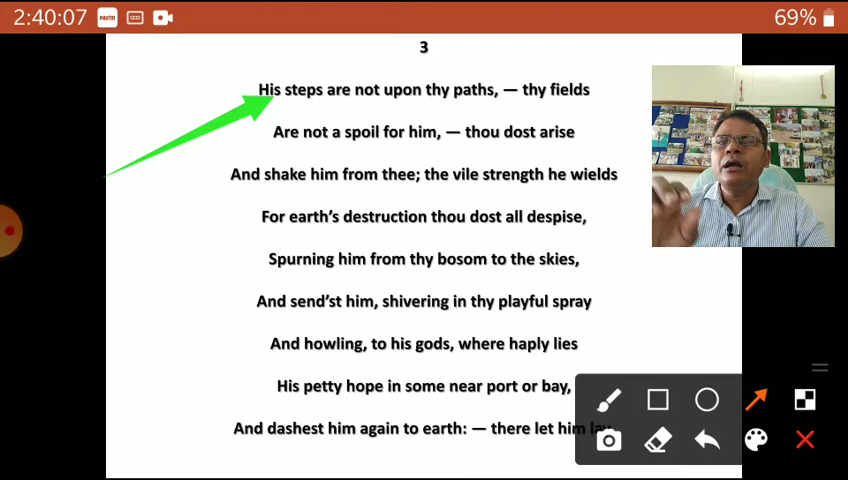 2:40:07
Paytm
69%
3
His steps are not upon thy paths, — thy fields
Are not a spoil for him, — thou dost arise
And shake him from thee; the vile strength he wields
For earth's destruction thou dost all despise,
Spurning him from thy bosom to the skies,
And send'st him, shivering in thy playful spray
And howling, to his gods, where haply lies
His petty hope in some near port or bay,
And dashest him again to earth: — there let him lay.